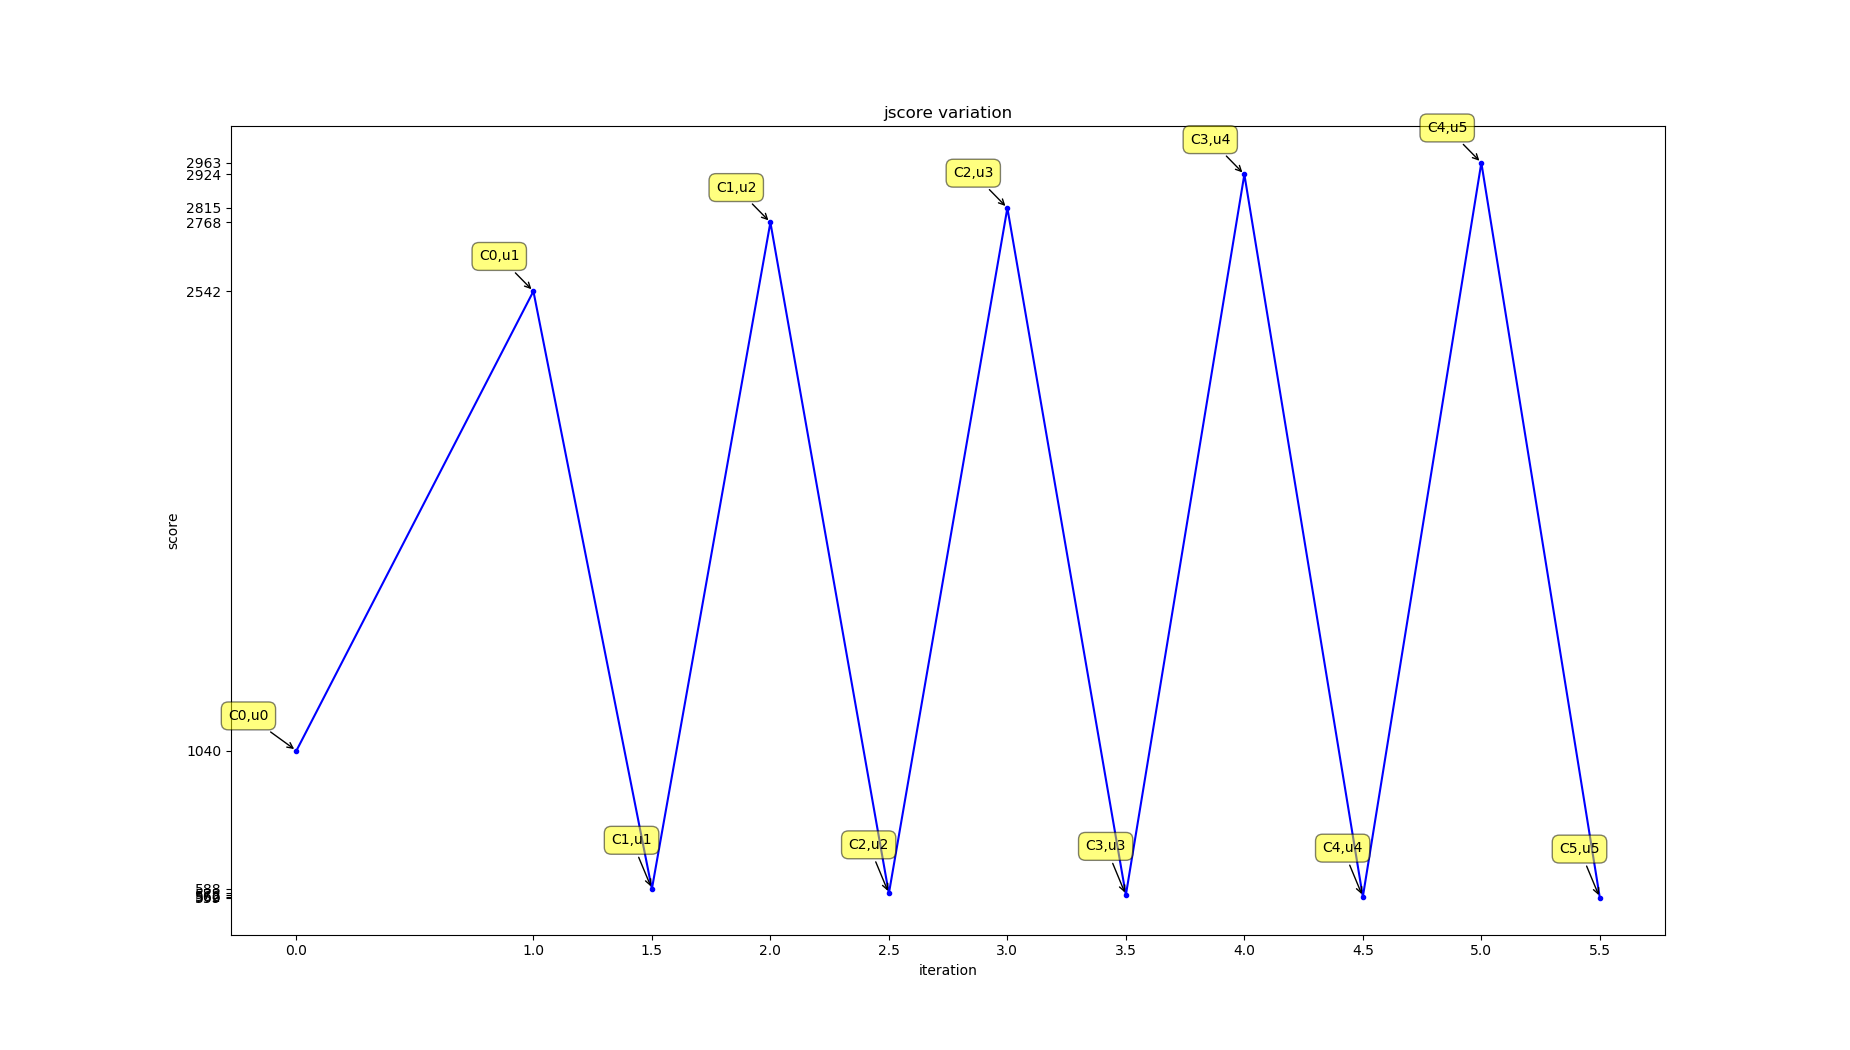 jscore variation
C4,u5
C3,u4
C2,u3
C1,u2
C0,u1
C0,u0
C1,u1
C2,u2
C3,u3
C4,u4
C5,u5
2963
2924
2815
2768
2542
1040
588
score
0.0 1.0 1.5 2.0 2.5 3.0 3.5 4.0 4.5 5.0 5.5
iteration